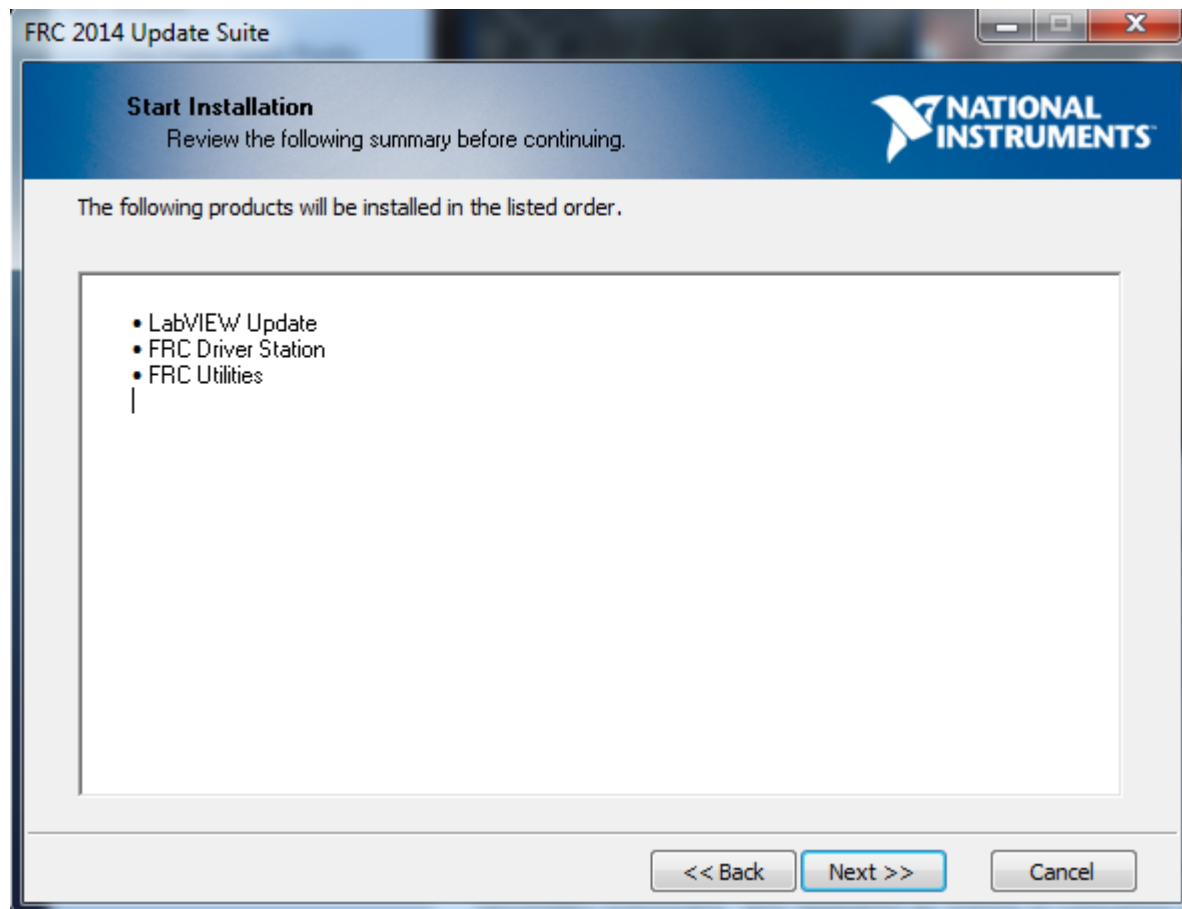 FRC 2014 Update Suite
Start Installation
Review the following summary before continuing.
NATIONAL
INSTRUMENTS
The following products will be installed in the listed order.
• LabVIEW Update
• FRC Driver Station
• FRC Utilities
<< Back
Next >>
Cancel